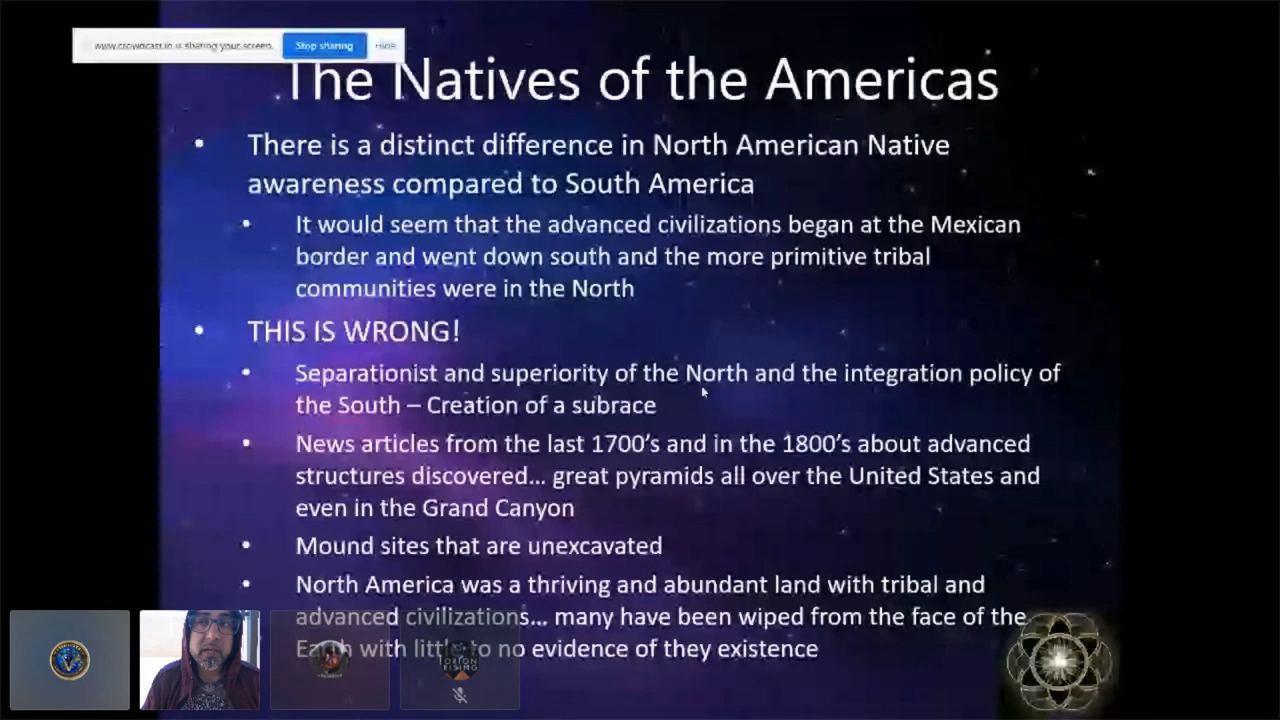 www.crowdcast.io is sharing your screen.
Stop sharing
Hide
The Natives of the Americas
• There is a distinct difference in North American Native
awareness compared to South America
• It would seem that the advanced civilizations began at the Mexican
border and went down south and the more primitive tribal
communities were in the North
• THIS IS WRONG!
• Separationist and superiority of the North and the integration policy of
the South – Creation of a subrace
• News articles from the last 1700's and in the 1800's about advanced
structures discovered... great pyramids all over the United States and
even in the Grand Canyon
• Mound sites that are unexcavated
• North America was a thriving and abundant land with tribal and
advanced civilizations... many have been wiped from the face of the
Earth with little to no evidence of they existence
ORION
RISING